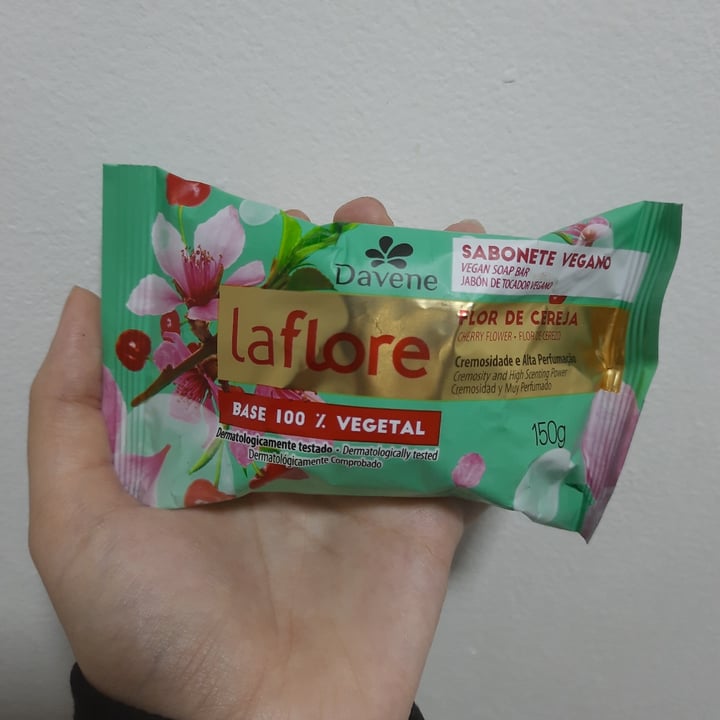 Davene
laflore
BASE 100 % VEGETAL
Dermatologicamente testado - Dermatologically tested
Dermatológicamente Comprobado
SABONETE VEGANO
VEGAN SOAP BAR
JABÓN DE TOCADOR VEGANO
FLOR DE CEREJA
CHERRY FLOWER • FLOR DE CEREZO
Cremosidade e Alta Perfumação
Cremosity and High Scenting Power
Cremosidad y Muy Perfumado
150g